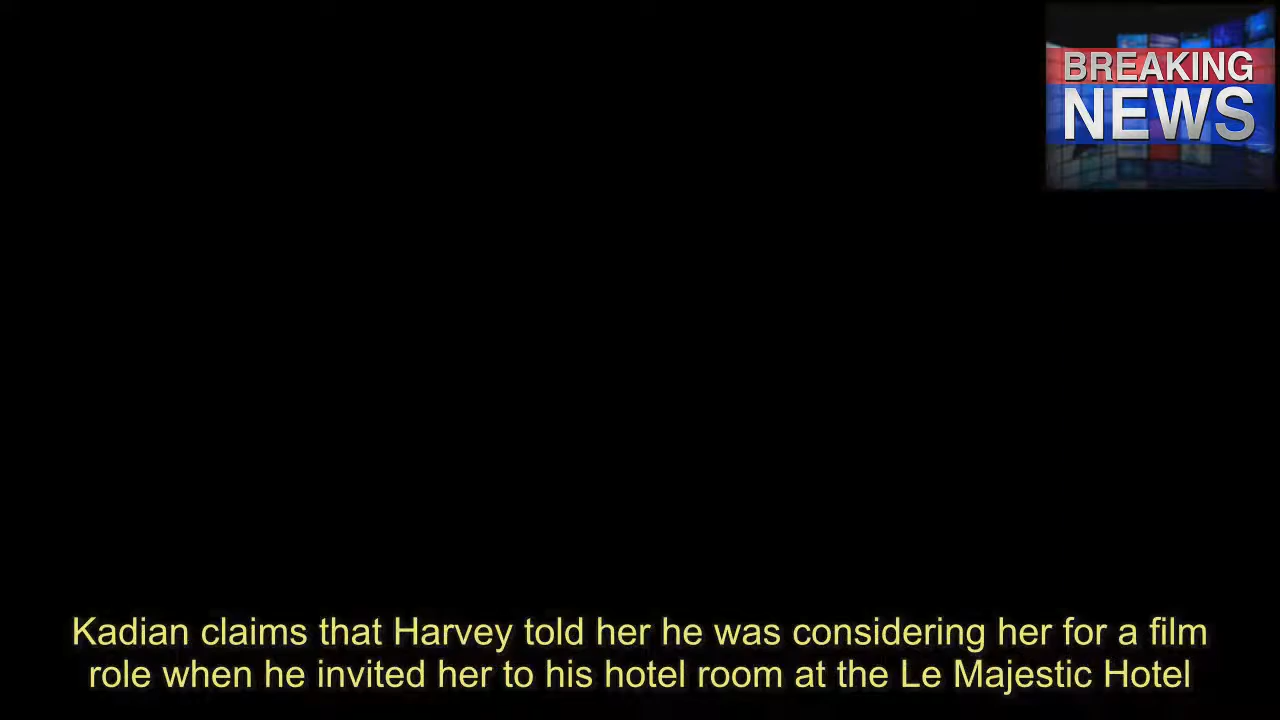 BREAKING
NEWS
Kadian claims that Harvey told her he was considering her for a film
role when he invited her to his hotel room at the Le Majestic Hotel